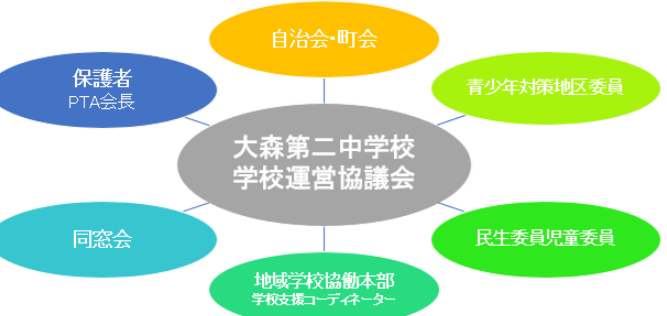 自治会・町会
保護者
PTA会長
青少年対策地区委員
大森第二中学校
学校運営協議会
同窓会
民生委員児童委員
地域学校協働本部
学校支援コーディネーター